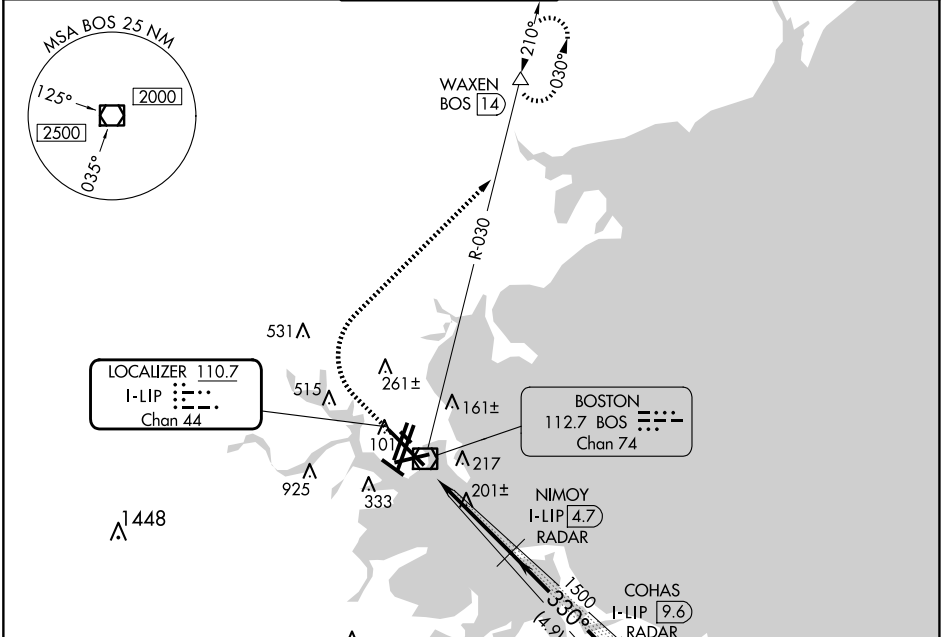 MSA BOS 25 NM
125°
2000
2500
035°
210°
030°
WAXEN
BOS 14
R-030
531
LOCALIZER 110.7
I-LIP
Chan 44
515
261±
161±
101
BOSTON
112.7 BOS
Chan 74
217
925
333
201±
NIMOY
I-LIP 4.7
RADAR
1448
1500
330°
(4.9)
COHAS
I-LIP 9.6
RADAR